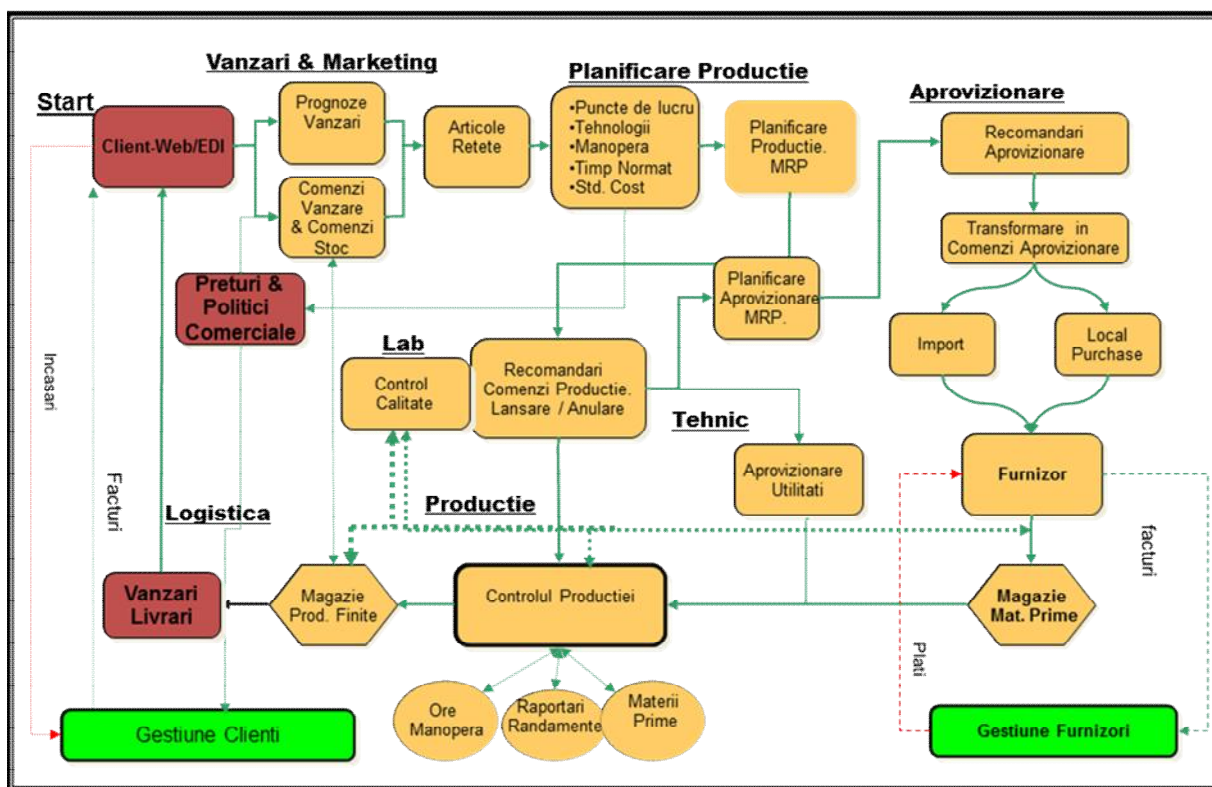 Vanzari & Marketing
Planificare Productie
Aprovizionare
Start
Client-Web/EDI
Prognoze
Vanzari
Comenzi
Vanzare
& Comenzi
Stoc
Articole
Retete
•Puncte de lucru
•Tehnologii
•Manopera
•Timp Normat
•Std. Cost
Planificare
Productie.
MRP
Recomandari
Aprovizionare
Transformare in
Comenzi Aprovizionare
Preturi &
Politici
Comerciale
Planificare
Aprovizionare
MRP.
Import
Local
Purchase
Lab
Control
Calitate
Recomandari
Comenzi Productie.
Lansare / Anulare
Tehnic
Aprovizionare
Utilitati
Furnizor
Incasari
Facturi
Logistica
Productie
facturi
Plati
Vanzari
Livrari
Magazie
Prod. Finite
Controlul Productiei
Magazie
Mat. Prime
Ore
Manopera
Raportari
Randamente
Materii
Prime
Gestiune Clienti
Gestiune Furnizori